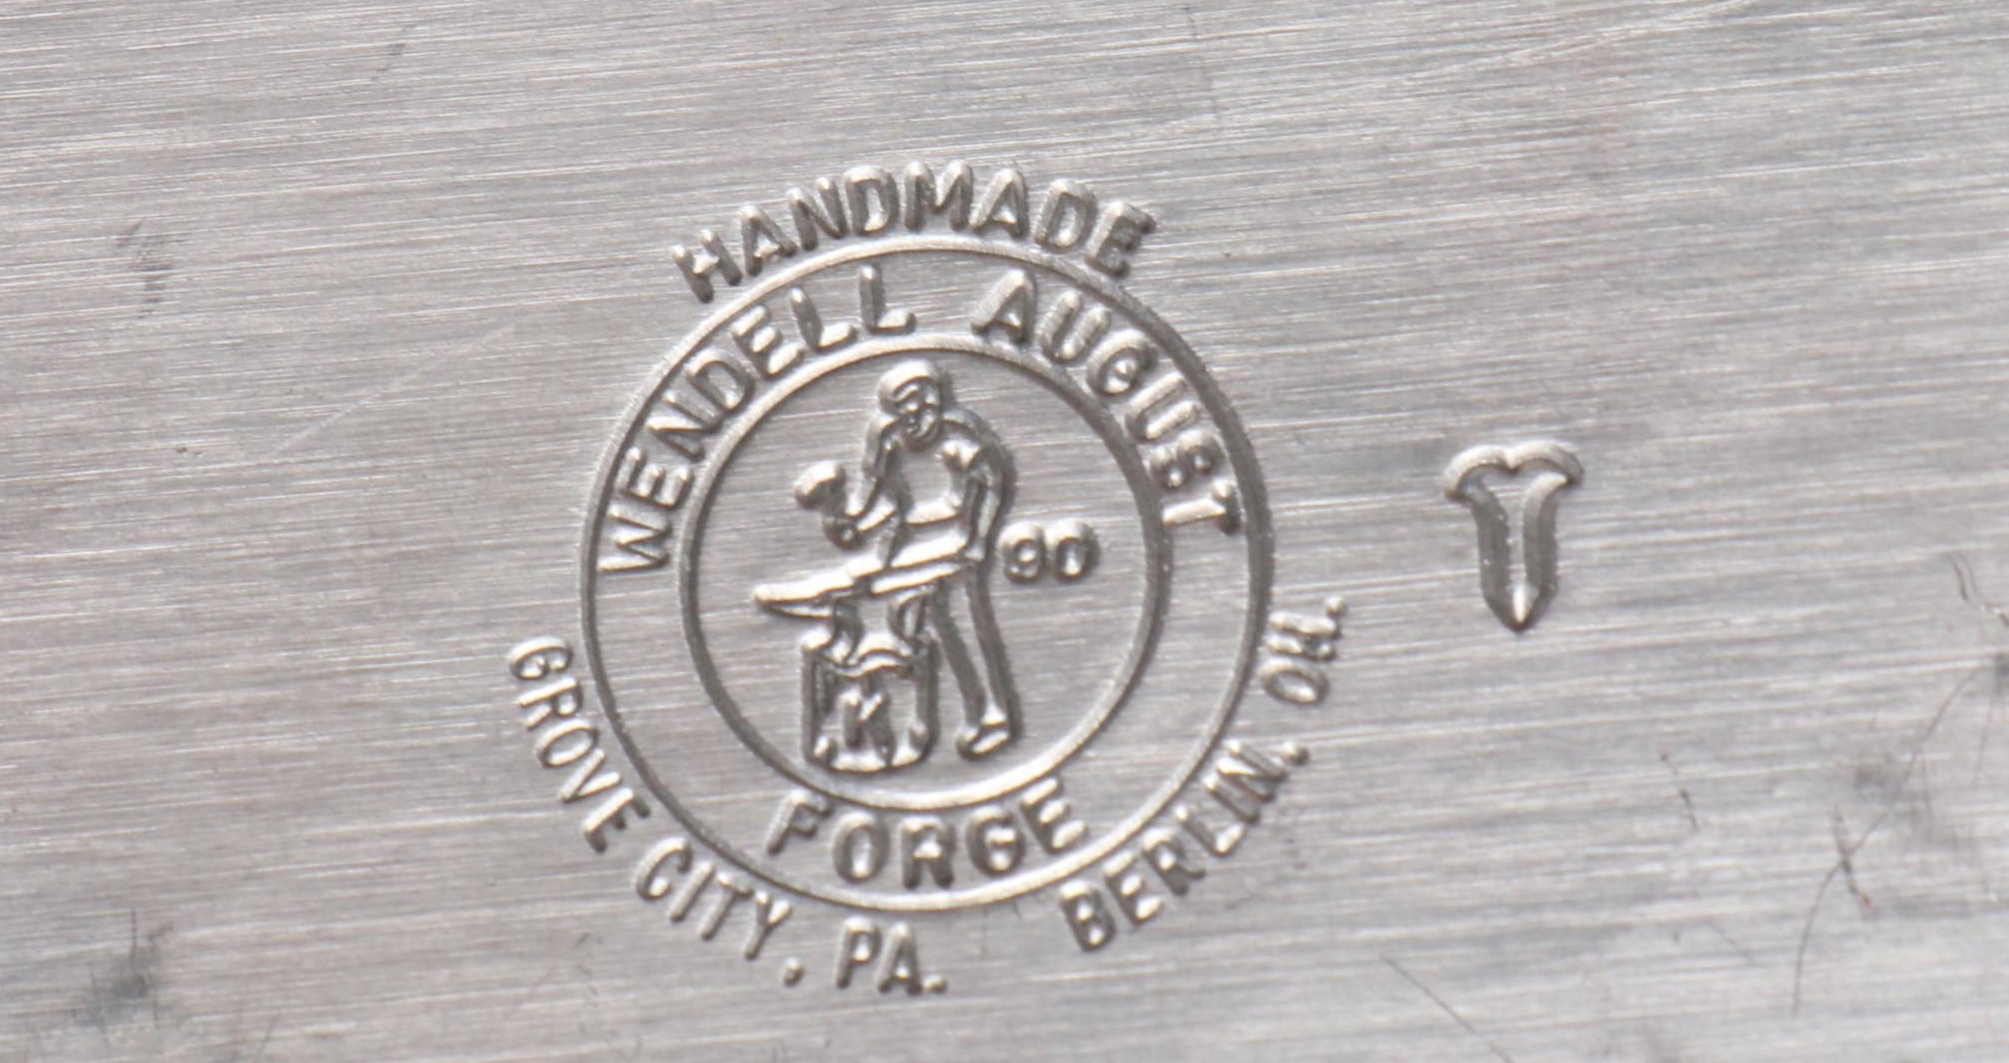 HANDMADE
WENDELL AUGUST
90
K
FORGE
GROVE CITY, PA. BERLIN, OH.